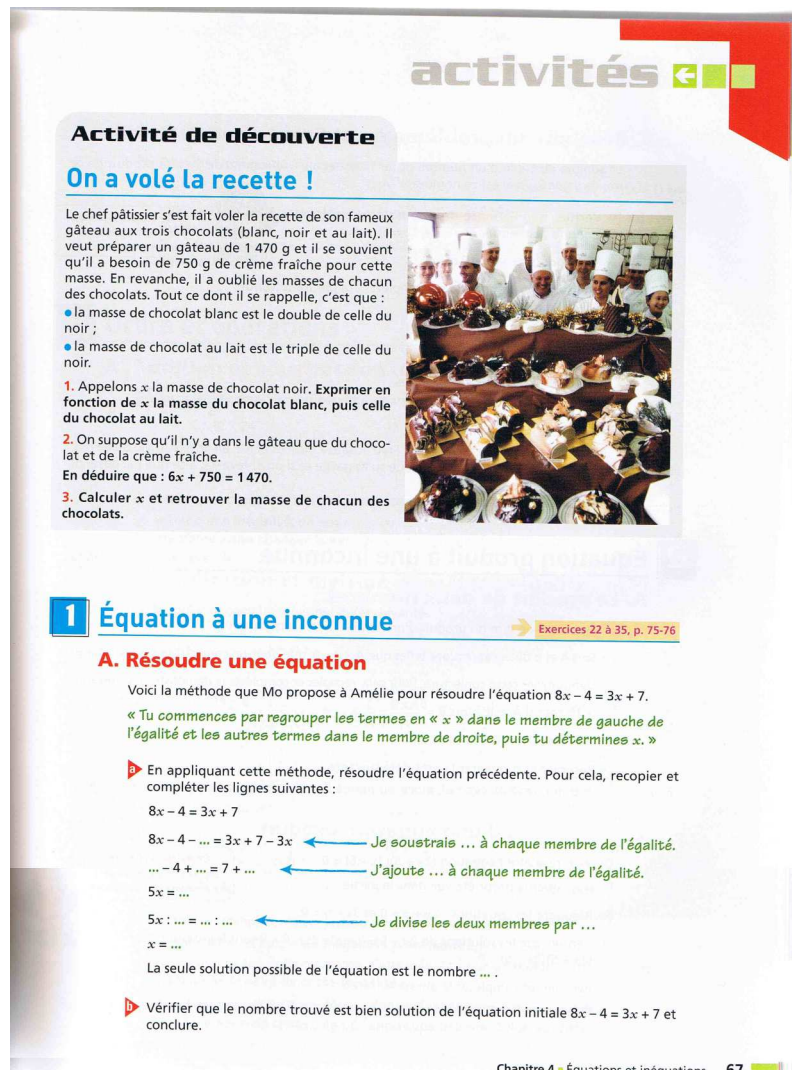 activités
Activité de découverte
On a volé la recette !
Le chef pâtissier s'est fait voler la recette de son fameux
gâteau aux trois chocolats (blanc, noir et au lait). Il
veut préparer un gâteau de 1 470 g et il se souvient
qu'il a besoin de 750 g de crème fraîche pour cette
masse. En revanche, il a oublié les masses de chacun
des chocolats. Tout ce dont il se rappelle, c'est que :
• la masse de chocolat blanc est le double de celle du
noir ;
• la masse de chocolat au lait est le triple de celle du
noir.
1. Appelons x la masse de chocolat noir. Exprimer en
fonction de x la masse du chocolat blanc, puis celle
du chocolat au lait.
2. On suppose qu'il n'y a dans le gâteau que du choco-
lat et de la crème fraîche.
En déduire que : 6x + 750 = 1 470.
3. Calculer x et retrouver la masse de chacun des
chocolats.
1 Équation à une inconnue
Exercices 22 à 35, p. 75-76
A. Résoudre une équation
Voici la méthode que Mo propose à Amélie pour résoudre l'équation 8x – 4 = 3x + 7.
« Tu commences par regrouper les termes en « x » dans le membre de gauche de
l'égalité et les autres termes dans le membre de droite, puis tu détermines x. »
a En appliquant cette méthode, résoudre l'équation précédente. Pour cela, recopier et
compléter les lignes suivantes :
8x – 4 = 3x + 7
8x – 4 – ... = 3x + 7 – 3x Je soustrais ... à chaque membre de l'égalité.
... – 4 + ... = 7 + ... J'ajoute ... à chaque membre de l'égalité.
5x = ...
5x : ... = ... : ... Je divise les deux membres par ...
x = ...
La seule solution possible de l'équation est le nombre ... .
b Vérifier que le nombre trouvé est bien solution de l'équation initiale 8x – 4 = 3x + 7 et
conclure.
Chapitre 4 Équations et inéquations 67